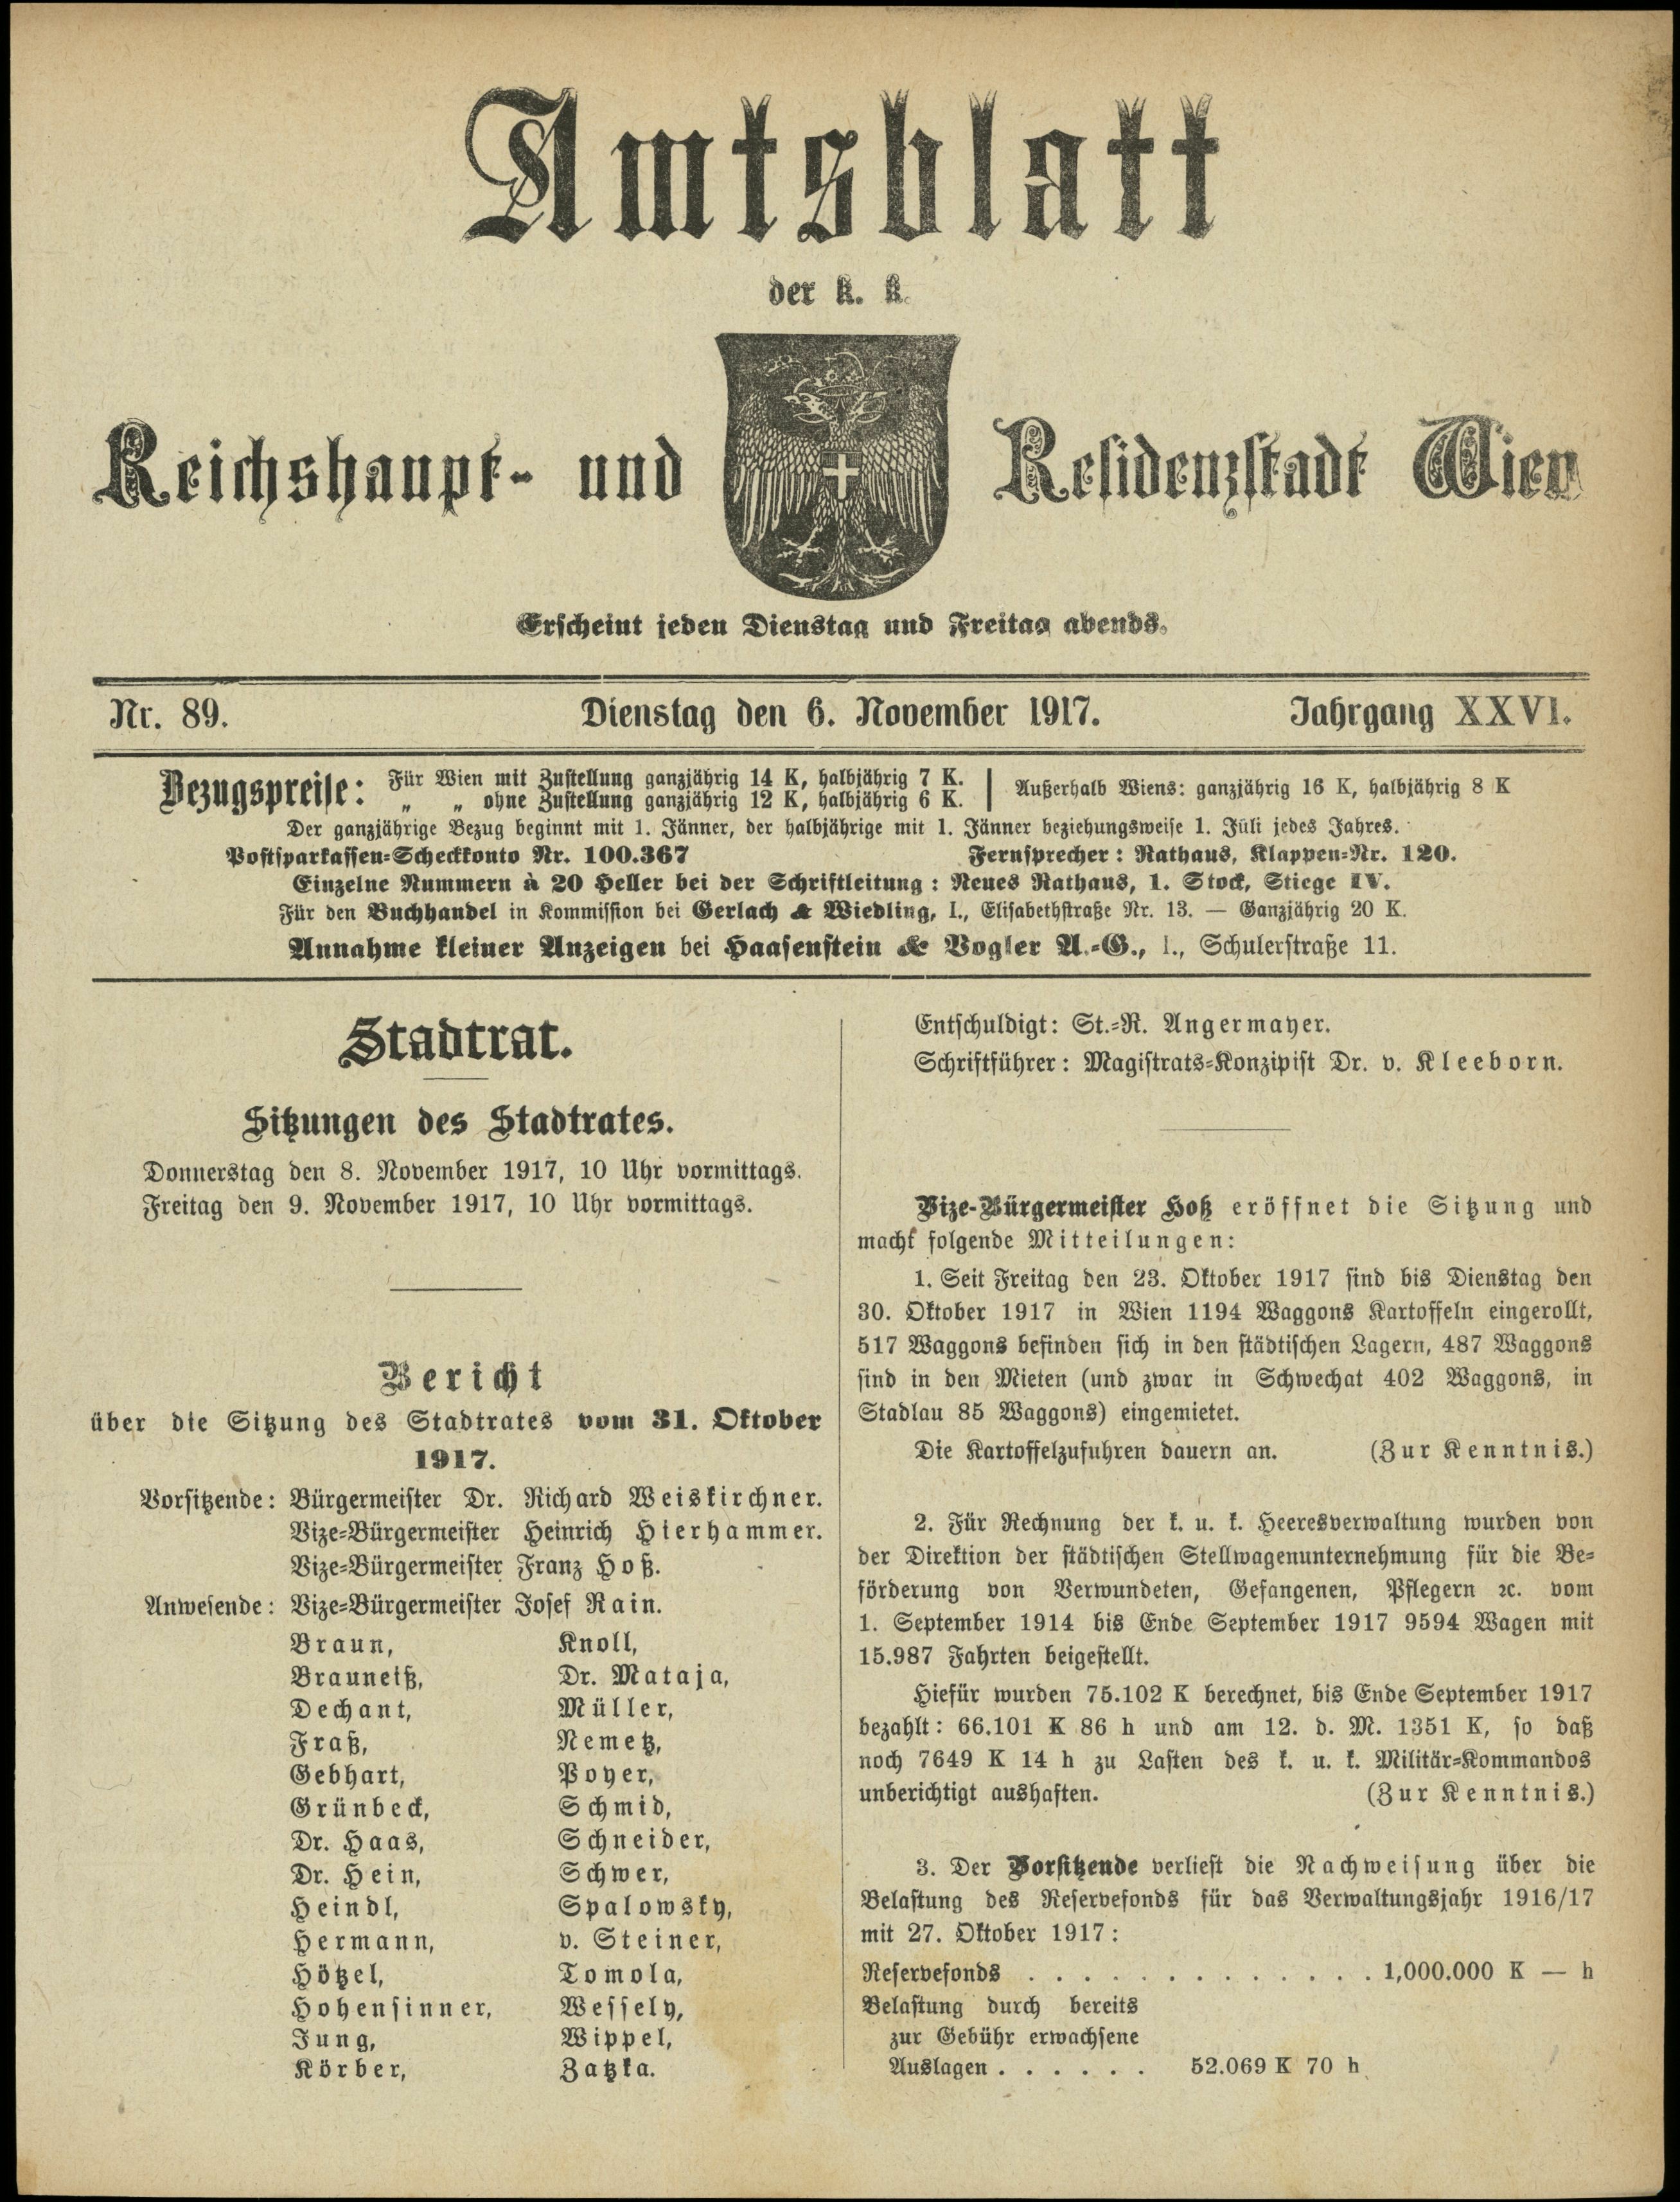 Amtsblatt
der k. k.
Reichshaupt- und Residenzstadt Wien
Erscheint jeden Dienstag und Freitag abends.
Nr. 89. Dienstag den 6. November 1917. Jahrgang XXVI.
Bezugspreise: Für Wien mit Zustellung ganzjährig 14 K, halbjährig 7 K.
„ „ ohne Zustellung ganzjährig 12 K, halbjährig 6 K.
Außerhalb Wiens: ganzjährig 16 K, halbjährig 8 K
Der ganzjährige Bezug beginnt mit 1. Jänner, der halbjährige mit 1. Jänner beziehungsweise 1. Juli jedes Jahres.
Postsparkassen-Scheckkonto Nr. 100.367 Fernsprecher: Rathaus, Klappen-Nr. 120.
Einzelne Nummern à 20 Heller bei der Schriftleitung: Neues Rathaus, 1. Stock, Stiege IV.
Für den Buchhandel in Kommission bei Gerlach & Wiedling, I., Elisabethstraße Nr. 13. — Ganzjährig 20 K.
Annahme kleiner Anzeigen bei Haasenstein & Vogler A.-G., I., Schulerstraße 11.
Stadtrat.
Sitzungen des Stadtrates.
Donnerstag den 8. November 1917, 10 Uhr vormittags.
Freitag den 9. November 1917, 10 Uhr vormittags.
Bericht
über die Sitzung des Stadtrates vom 31. Oktober
1917.
Vorsitzende: Bürgermeister Dr. Richard Weiskirchner.
Vize-Bürgermeister Heinrich Hierhammer.
Vize-Bürgermeister Franz Hoß.
Anwesende: Vize-Bürgermeister Josef Rain.
Braun, Knoll,
Brauneiß, Dr. Mataja,
Dechant, Müller,
Fraß, Nemetz,
Gebhart, Poyer,
Grünbeck, Schmid,
Dr. Haas, Schneider,
Dr. Hein, Schwer,
Heindl, Spalowsky,
Hermann, v. Steiner,
Hötzel, Tomola,
Hohensinner, Wessely,
Jung, Wippel,
Körber, Zatzka.
Entschuldigt: St.-R. Angermayer.
Schriftführer: Magistrats-Konzipist Dr. v. Kleeborn.
Vize-Bürgermeister Hoß eröffnet die Sitzung und
macht folgende Mitteilungen:
1. Seit Freitag den 23. Oktober 1917 sind bis Dienstag den
30. Oktober 1917 in Wien 1194 Waggons Kartoffeln eingerollt,
517 Waggons befinden sich in den städtischen Lagern, 487 Waggons
sind in den Mieten (und zwar in Schwechat 402 Waggons, in
Stadlau 85 Waggons) eingemietet.
Die Kartoffelzufuhren dauern an. (Zur Kenntnis.)
2. Für Rechnung der k. u. k. Heeresverwaltung wurden von
der Direktion der städtischen Stellwagenunternehmung für die Be-
förderung von Verwundeten, Gefangenen, Pflegern ꝛc. vom
1. September 1914 bis Ende September 1917 9594 Wagen mit
15.987 Fahrten beigestellt.
Hiefür wurden 75.102 K berechnet, bis Ende September 1917
bezahlt: 66.101 K 86 h und am 12. d. M. 1351 K, so daß
noch 7649 K 14 h zu Lasten des k. u. k. Militär-Kommandos
unberichtigt aushaften. (Zur Kenntnis.)
3. Der Vorsitzende verliest die Nachweisung über die
Belastung des Reservefonds für das Verwaltungsjahr 1916/17
mit 27. Oktober 1917:
Reservefonds . . . . . . . . . . . . . . 1,000.000 K — h
Belastung durch bereits
zur Gebühr erwachsene
Auslagen . . . . . . 52.069 K 70 h